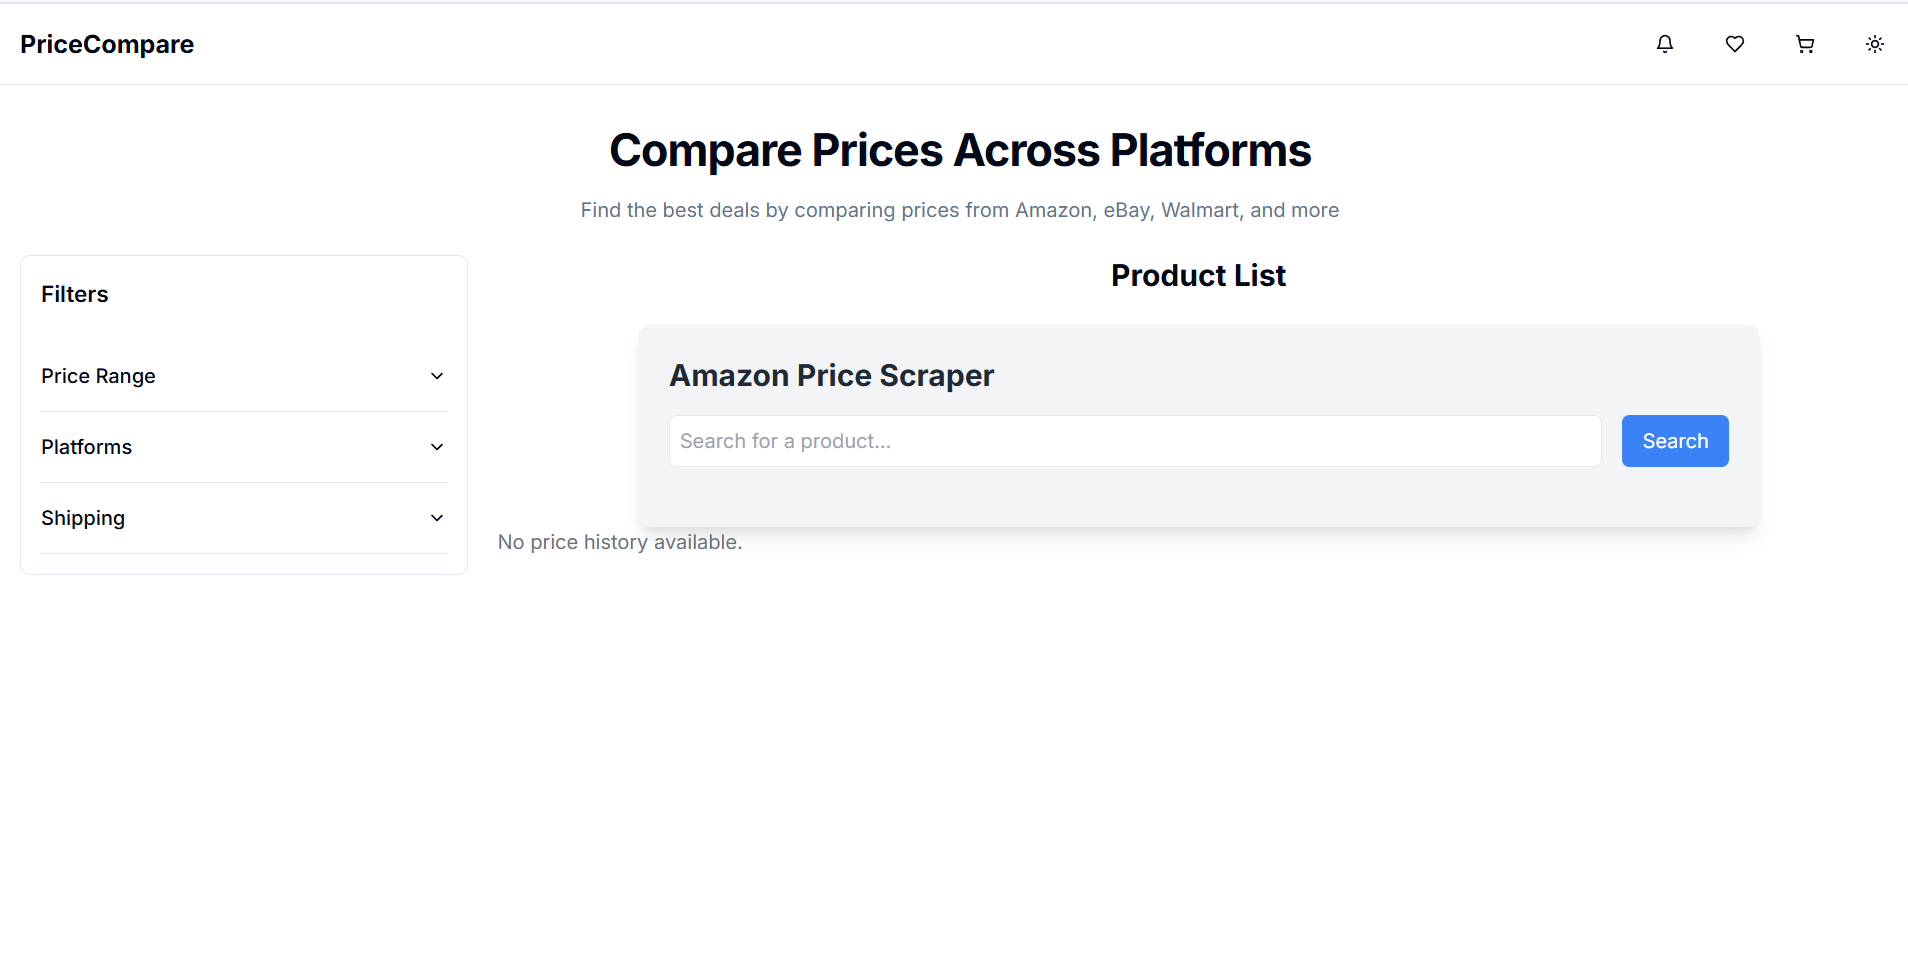 PriceCompare
Compare Prices Across Platforms
Find the best deals by comparing prices from Amazon, eBay, Walmart, and more
Filters
Price Range
Platforms
Shipping
Product List
Amazon Price Scraper
Search for a product...
Search
No price history available.